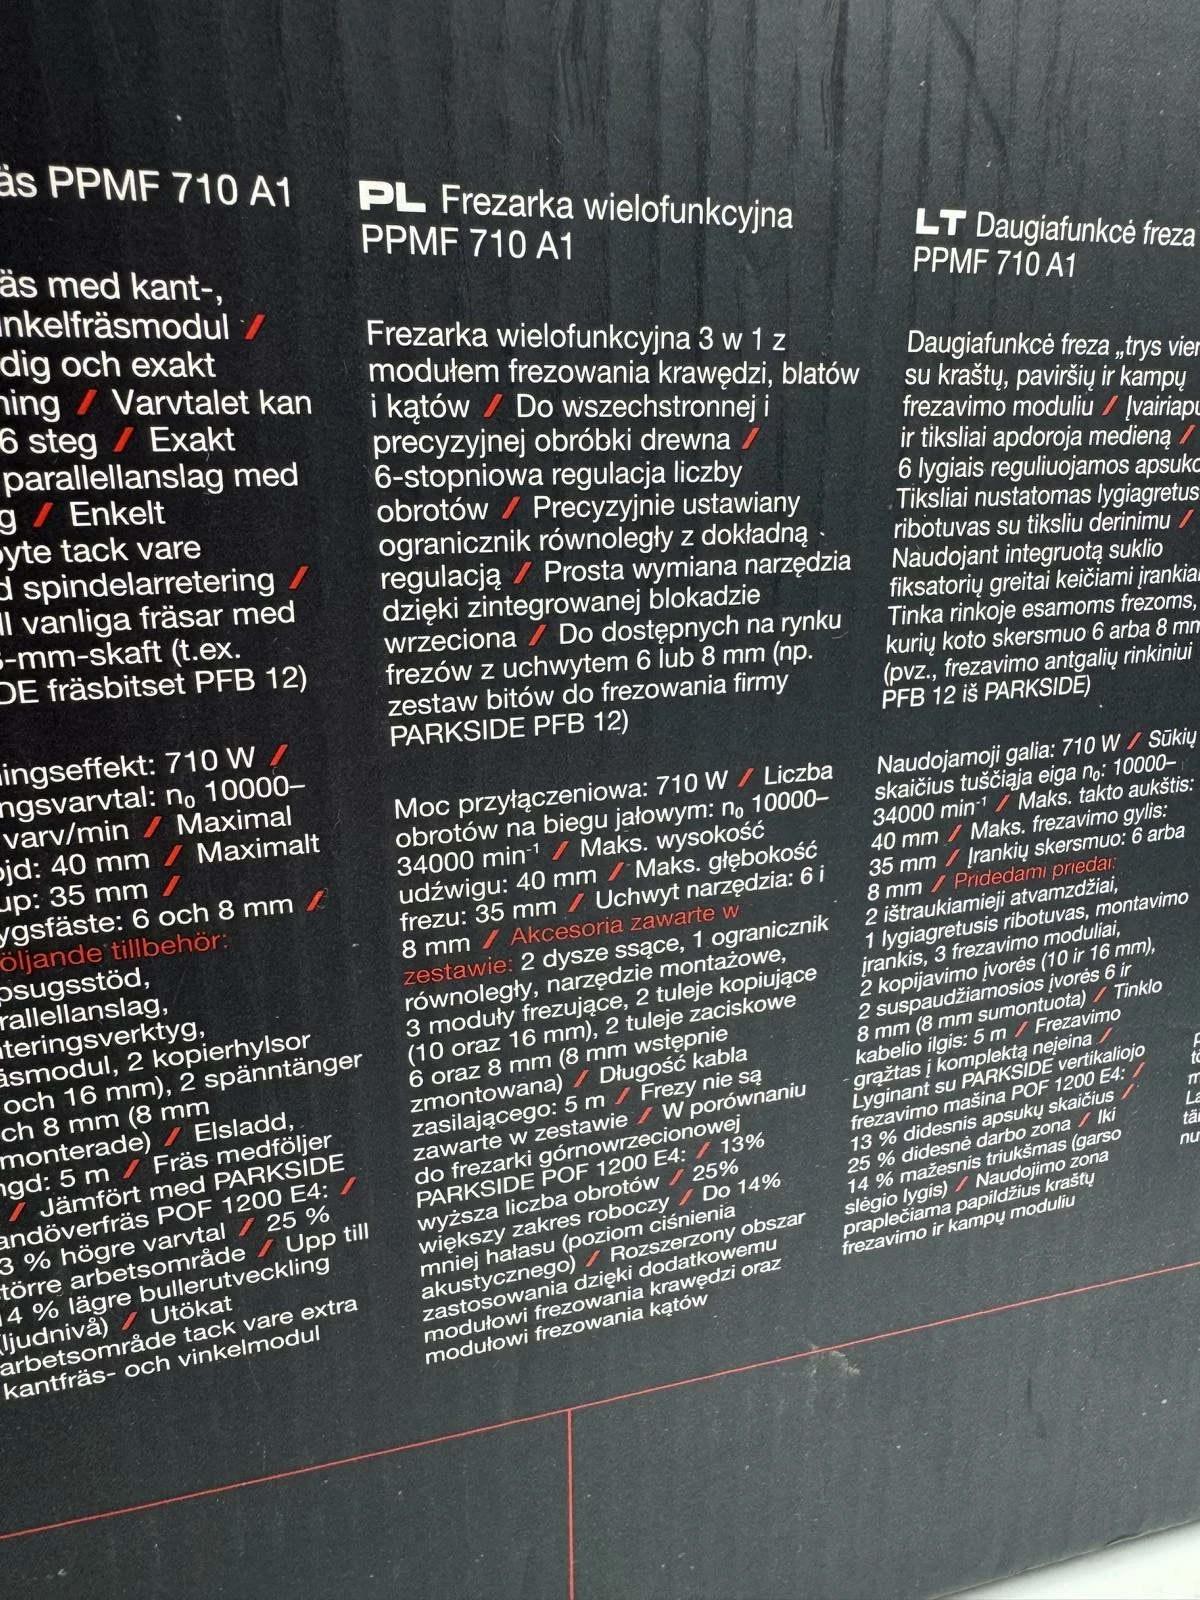 äs PPMF 710 A1
äs med kant-,
inkelfräsmodul /
dig och exakt
ning / Varvtalet kan
6 steg / Exakt
parallellanslag med
g / Enkelt
byte tack vare
d spindelarretering /
ll vanliga fräsar med
8-mm-skaft (t.ex.
DE fräsbitset PFB 12)
ningseffekt: 710 W /
ngsvarvtal: n₀ 10000–
varv/min / Maximal
öjd: 40 mm / Maximalt
up: 35 mm /
ygsfäste: 6 och 8 mm /
öljande tillbehör:
psugsstöd,
rallellanslag,
nteringsverktyg,
äsmodul, 2 kopierhylsor
och 16 mm), 2 spänntänger
ch 8 mm (8 mm
monterade) / Elsladd,
ngd: 5 m / Fräs medföljer
/ Jämfört med PARKSIDE
andöverfräs POF 1200 E4: /
3 % högre varvtal / 25 %
törre arbetsområde / Upp till
14 % lägre bullerutveckling
(ljudnivå) / Utökat
arbetsområde tack vare extra
kantfräs- och vinkelmodul
PL Frezarka wielofunkcyjna
PPMF 710 A1
Frezarka wielofunkcyjna 3 w 1 z
modułem frezowania krawędzi, blatów
i kątów / Do wszechstronnej i
precyzyjnej obróbki drewna /
6-stopniowa regulacja liczby
obrotów / Precyzyjnie ustawiany
ogranicznik równoległy z dokładną
regulacją / Prosta wymiana narzędzia
dzięki zintegrowanej blokadzie
wrzeciona / Do dostępnych na rynku
frezów z uchwytem 6 lub 8 mm (np.
zestaw bitów do frezowania firmy
PARKSIDE PFB 12)
Moc przyłączeniowa: 710 W / Liczba
obrotów na biegu jałowym: n₀ 10000–
34000 min⁻¹ / Maks. wysokość
udźwigu: 40 mm / Maks. głębokość
frezu: 35 mm / Uchwyt narzędzia: 6 i
8 mm / Akcesoria zawarte w
zestawie: 2 dysze ssące, 1 ogranicznik
równoległy, narzędzie montażowe,
3 moduły frezujące, 2 tuleje kopiujące
(10 oraz 16 mm), 2 tuleje zaciskowe
6 oraz 8 mm (8 mm wstępnie
zmontowana) / Długość kabla
zasilającego: 5 m / Frezy nie są
zawarte w zestawie / W porównaniu
do frezarki górnowrzecionowej
PARKSIDE POF 1200 E4: / 13%
wyższa liczba obrotów / 25%
większy zakres roboczy / Do 14%
mniej hałasu (poziom ciśnienia
akustycznego) / Rozszerzony obszar
zastosowania dzięki dodatkowemu
modułowi frezowania krawędzi oraz
modułowi frezowania kątów
LT Daugiafunkcė freza
PPMF 710 A1
Daugiafunkcė freza „trys vien
su kraštų, paviršių ir kampų
frezavimo moduliu / Įvairiapu
ir tiksliai apdoroja medieną /
6 lygiais reguliuojamos apsuko
Tiksliai nustatomas lygiagretus
ribotuvas su tiksliu derinimu /
Naudojant integruotą suklio
fiksatorių greitai keičiami įrankiai
Tinka rinkoje esamoms frezoms,
kurių koto skersmuo 6 arba 8 mm
(pvz., frezavimo antgalių rinkiniui
PFB 12 iš PARKSIDE)
Naudojamoji galia: 710 W / Sūkių
skaičius tuščiąja eiga n₀: 10000–
34000 min⁻¹ / Maks. takto aukštis:
40 mm / Maks. frezavimo gylis:
35 mm / Įrankių skersmuo: 6 arba
8 mm / Pridedami priedai:
2 ištraukiamieji atvamzdžiai,
1 lygiagretusis ribotuvas, montavimo
įrankis, 3 frezavimo moduliai,
2 kopijavimo įvorės (10 ir 16 mm),
2 suspaudžiamosios įvorės 6 ir
8 mm (8 mm sumontuota) / Tinklo
kabelio ilgis: 5 m / Frezavimo
grąžtas į komplektą neįeina /
Lyginant su PARKSIDE vertikaliojo
frezavimo mašina POF 1200 E4: /
13 % didesnis apsukų skaičius /
25 % didesnė darbo zona / Iki
14 % mažesnis triukšmas (garso
slėgio lygis) / Naudojimo zona
praplečiama papildžius kraštų
frezavimo ir kampų moduliu